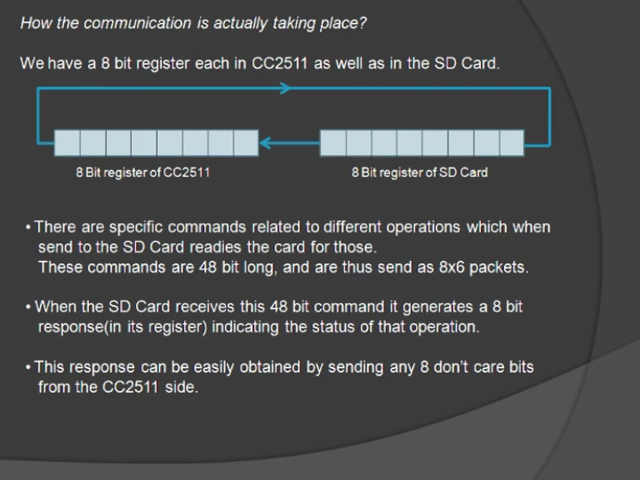 How the communication is actually taking place?
We have a 8 bit register each in CC2511 as well as in the SD Card.
8 Bit register of CC2511
8 Bit register of SD Card
• There are specific commands related to different operations which when
send to the SD Card readies the card for those.
These commands are 48 bit long, and are thus send as 8x6 packets.
• When the SD Card receives this 48 bit command it generates a 8 bit
response(in its register) indicating the status of that operation.
• This response can be easily obtained by sending any 8 don't care bits
from the CC2511 side.